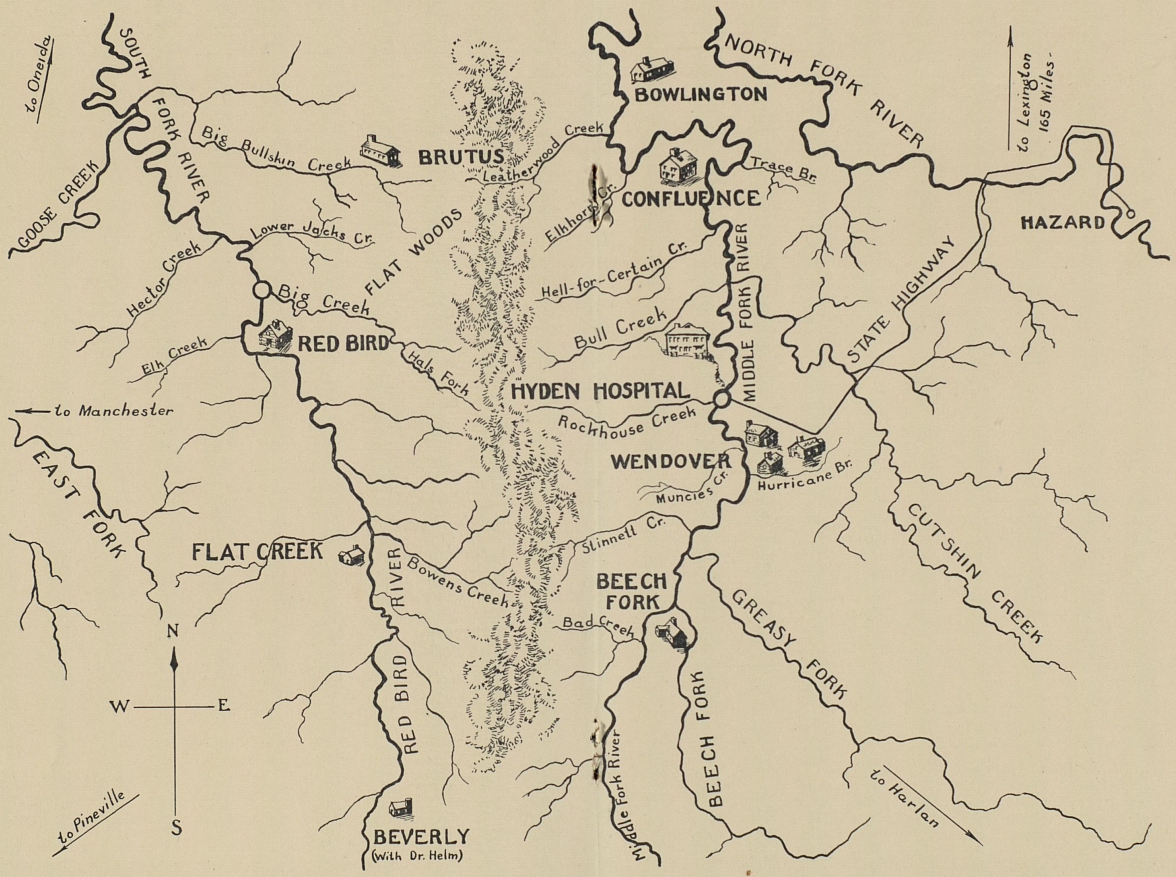 to Oneida
SOUTH
FORK RIVER
NORTH FORK RIVER
BOWLINGTON
to Lexington
165 Miles-
Big Bullskin Creek
BRUTUS
Leatherwood Creek
Trace Br.
GOOSE CREEK
Elkhorn Cr.
CONFLUENCE
HAZARD
Lower Jacks Cr.
FLAT WOODS
Hector Creek
Hell-for-Certain Cr.
MIDDLE FORK RIVER
STATE HIGHWAY
Big Creek
Bull Creek
RED BIRD
Elk Creek
Hals Fork
HYDEN HOSPITAL
to Manchester
Rockhouse Creek
EAST FORK
WENDOVER
Muncies Cr.
Hurricane Br.
CUTSHIN CREEK
FLAT CREEK
Stinnett Cr.
Bowens Creek
BEECH
FORK
GREASY FORK
Bad Creek
N
W
E
S
RED BIRD RIVER
BEECH FORK
Middle Fork River
to Harlan
to Pineville
BEVERLY
(With Dr. Helm)